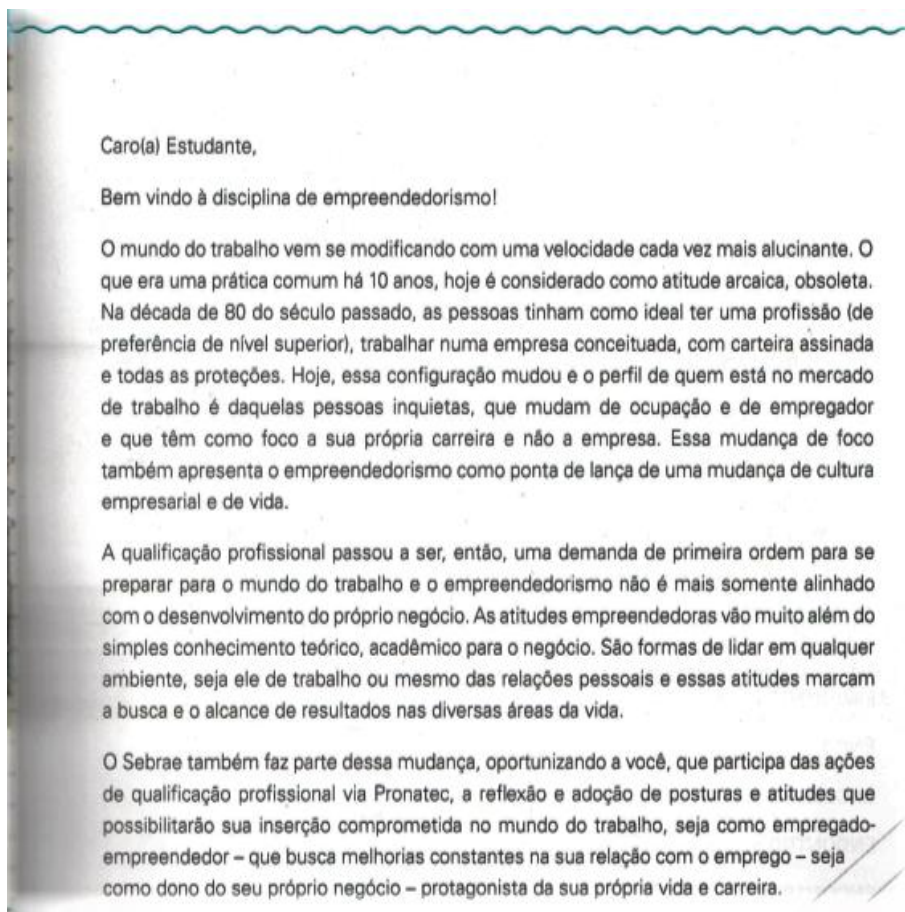 Caro(a) Estudante,
Bem vindo à disciplina de empreendedorismo!
O mundo do trabalho vem se modificando com uma velocidade cada vez mais alucinante. O
que era uma prática comum há 10 anos, hoje é considerado como atitude arcaica, obsoleta.
Na década de 80 do século passado, as pessoas tinham como ideal ter uma profissão (de
preferência de nível superior), trabalhar numa empresa conceituada, com carteira assinada
e todas as proteções. Hoje, essa configuração mudou e o perfil de quem está no mercado
de trabalho é daquelas pessoas inquietas, que mudam de ocupação e de empregador
e que têm como foco a sua própria carreira e não a empresa. Essa mudança de foco
também apresenta o empreendedorismo como ponta de lança de uma mudança de cultura
empresarial e de vida.
A qualificação profissional passou a ser, então, uma demanda de primeira ordem para se
preparar para o mundo do trabalho e o empreendedorismo não é mais somente alinhado
com o desenvolvimento do próprio negócio. As atitudes empreendedoras vão muito além do
simples conhecimento teórico, acadêmico para o negócio. São formas de lidar em qualquer
ambiente, seja ele de trabalho ou mesmo das relações pessoais e essas atitudes marcam
a busca e o alcance de resultados nas diversas áreas da vida.
O Sebrae também faz parte dessa mudança, oportunizando a você, que participa das ações
de qualificação profissional via Pronatec, a reflexão e adoção de posturas e atitudes que
possibilitarão sua inserção comprometida no mundo do trabalho, seja como empregado-
empreendedor – que busca melhorias constantes na sua relação com o emprego – seja
como dono do seu próprio negócio – protagonista da sua própria vida e carreira.